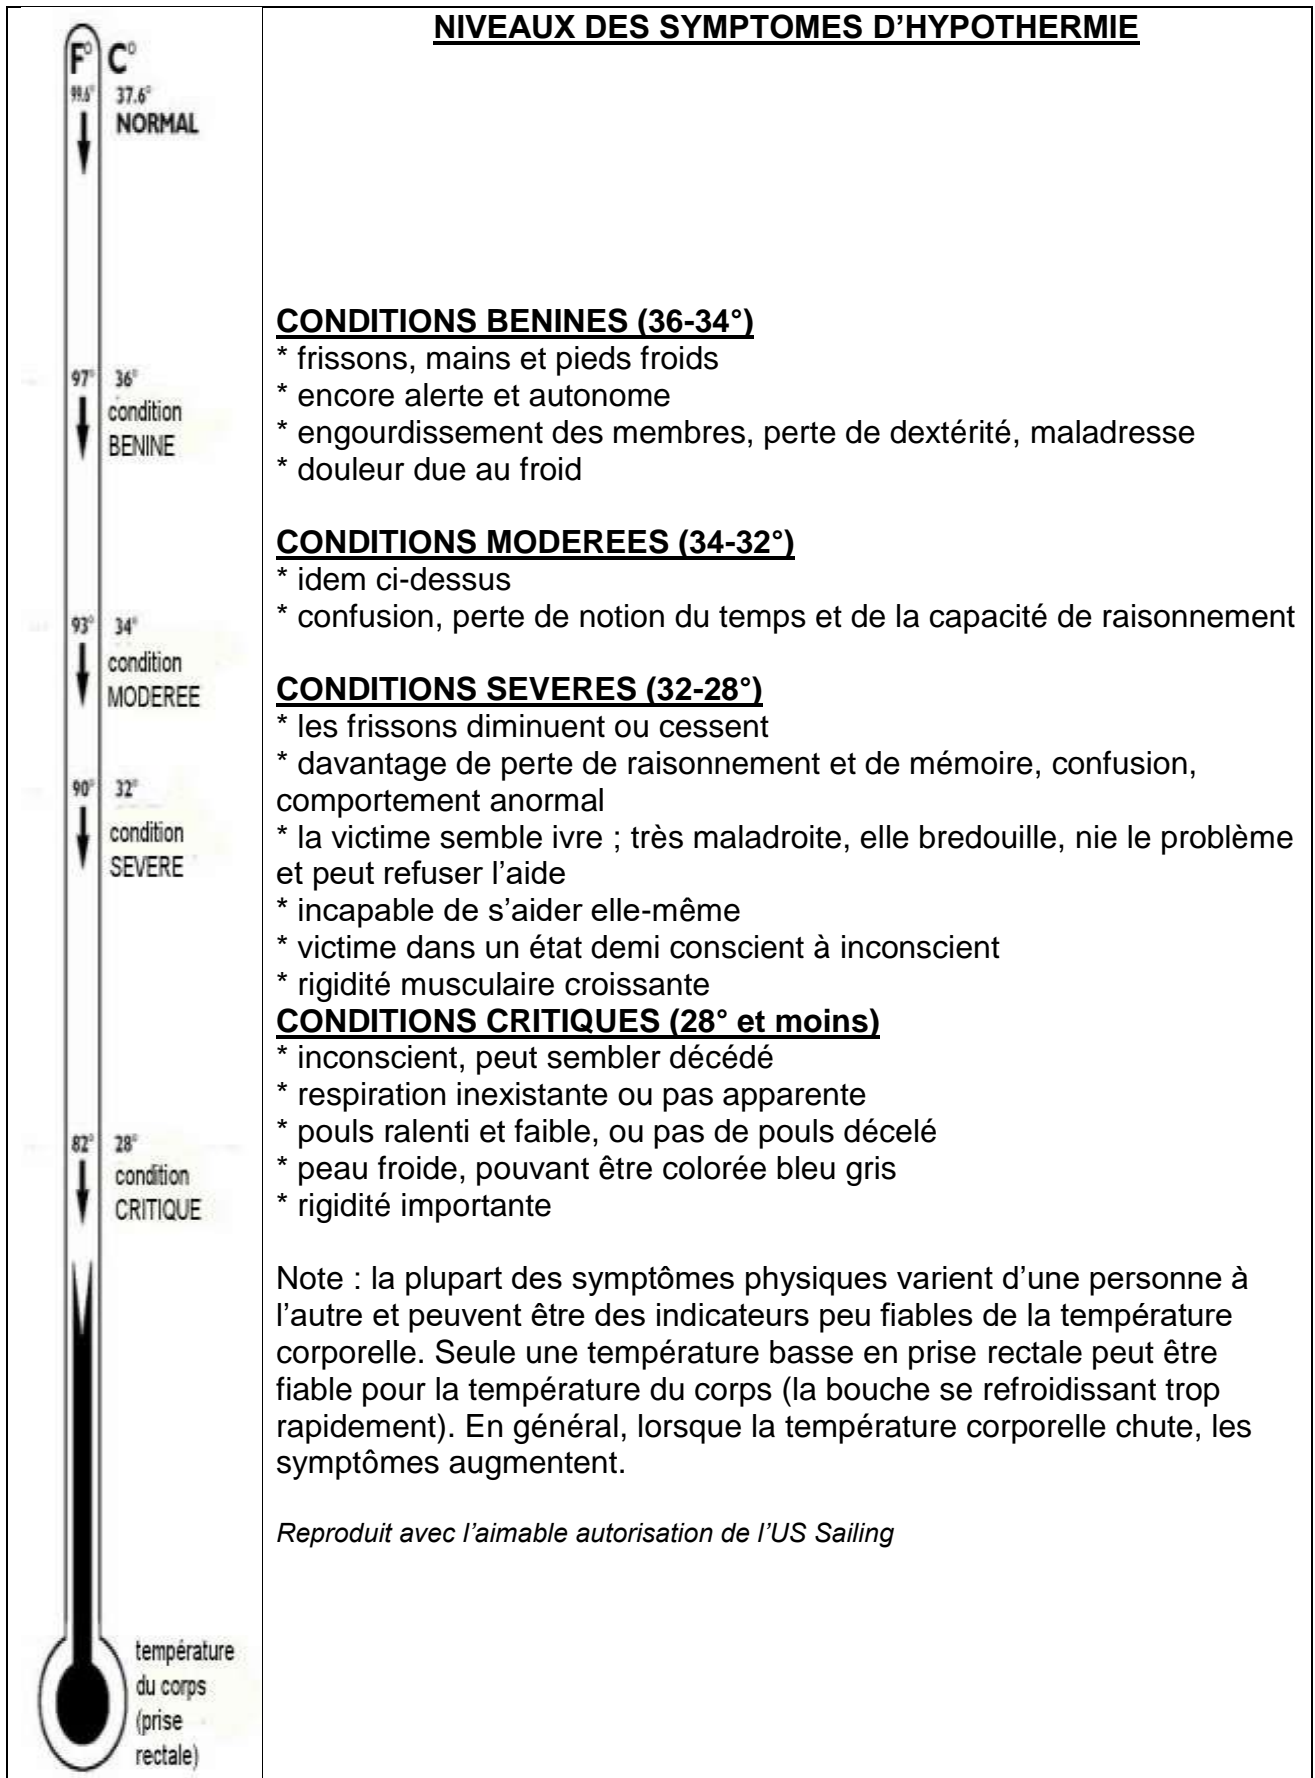 F° C°
99.6° 37.6°
NORMAL
97° 36°
condition
BENINE
93° 34°
condition
MODEREE
90° 32°
condition
SEVERE
82° 28°
condition
CRITIQUE
température
du corps
(prise
rectale)
NIVEAUX DES SYMPTOMES D’HYPOTHERMIE
CONDITIONS BENINES (36-34°)
* frissons, mains et pieds froids
* encore alerte et autonome
* engourdissement des membres, perte de dextérité, maladresse
* douleur due au froid
CONDITIONS MODEREES (34-32°)
* idem ci-dessus
* confusion, perte de notion du temps et de la capacité de raisonnement
CONDITIONS SEVERES (32-28°)
* les frissons diminuent ou cessent
* davantage de perte de raisonnement et de mémoire, confusion,
comportement anormal
* la victime semble ivre ; très maladroite, elle bredouille, nie le problème
et peut refuser l’aide
* incapable de s’aider elle-même
* victime dans un état demi conscient à inconscient
* rigidité musculaire croissante
CONDITIONS CRITIQUES (28° et moins)
* inconscient, peut sembler décédé
* respiration inexistante ou pas apparente
* pouls ralenti et faible, ou pas de pouls décelé
* peau froide, pouvant être colorée bleu gris
* rigidité importante
Note : la plupart des symptômes physiques varient d’une personne à
l’autre et peuvent être des indicateurs peu fiables de la température
corporelle. Seule une température basse en prise rectale peut être
fiable pour la température du corps (la bouche se refroidissant trop
rapidement). En général, lorsque la température corporelle chute, les
symptômes augmentent.
Reproduit avec l’aimable autorisation de l’US Sailing